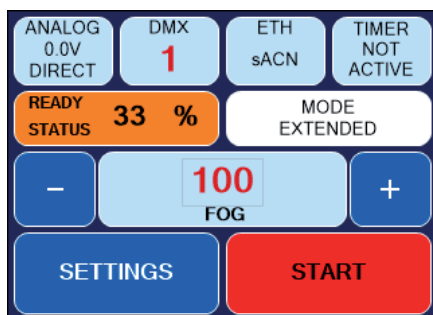 ANALOG
0.0V
DIRECT
DMX
1
ETH
sACN
TIMER
NOT
ACTIVE
READY
STATUS
33 %
MODE
EXTENDED
−
100
FOG
+
SETTINGS
START